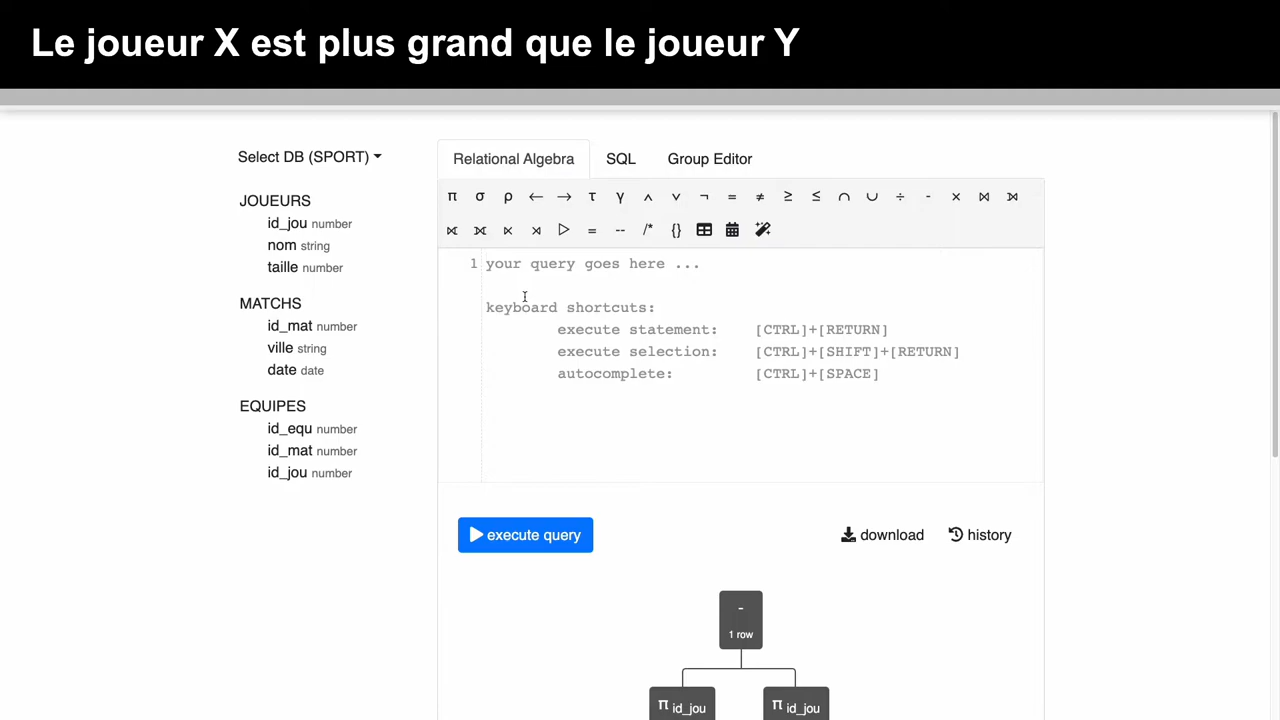 Le joueur X est plus grand que le joueur Y
Select DB (SPORT)
JOUEURS
id_jou number
nom string
taille number
MATCHS
id_mat number
ville string
date date
EQUIPES
id_equ number
id_mat number
id_jou number
Relational Algebra SQL Group Editor
π σ ρ ← → τ γ ∧ ∨ ¬ = ≠ ≥ ≤ ∩ ∪ ÷ - × ⋈ ⟕
⟖ ⟗ ⋉ ⋊ ▷ = -- /* {}
1 your query goes here ...
keyboard shortcuts:
execute statement: [CTRL]+[RETURN]
execute selection: [CTRL]+[SHIFT]+[RETURN]
autocomplete: [CTRL]+[SPACE]
execute query download history
-
1 row
π id_jou π id_jou